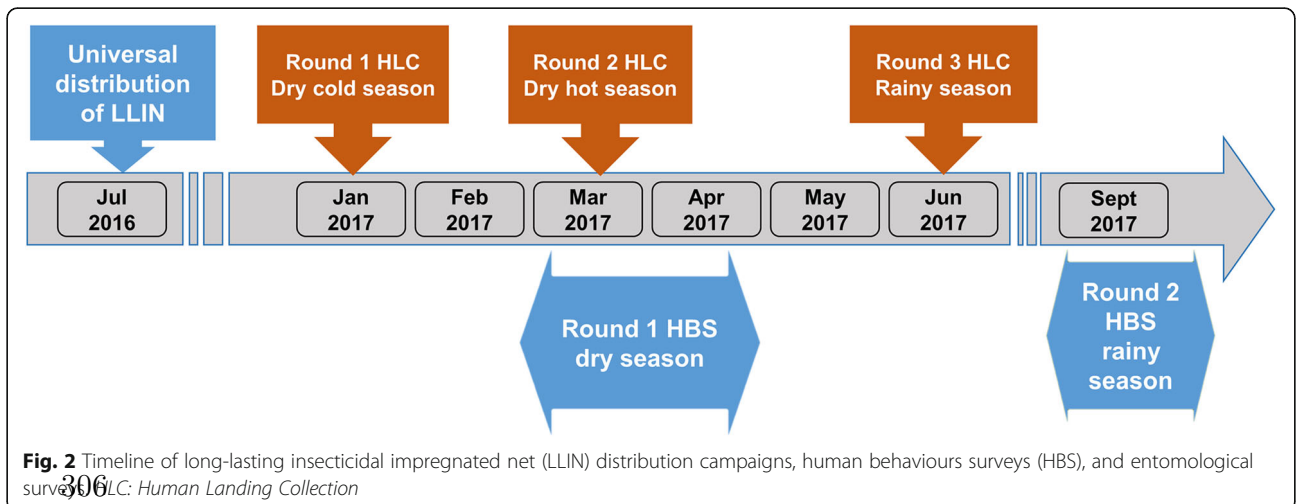 Universal
distribution
of LLIN
Round 1 HLC
Dry cold season
Round 2 HLC
Dry hot season
Round 3 HLC
Rainy season
Jul
2016
Jan
2017
Feb
2017
Mar
2017
Apr
2017
May
2017
Jun
2017
Sept
2017
Round 1 HBS
dry season
Round 2
HBS
rainy
season
Fig. 2 Timeline of long-lasting insecticidal impregnated net (LLIN) distribution campaigns, human behaviours surveys (HBS), and entomological
surveys 306 HLC: Human Landing Collection